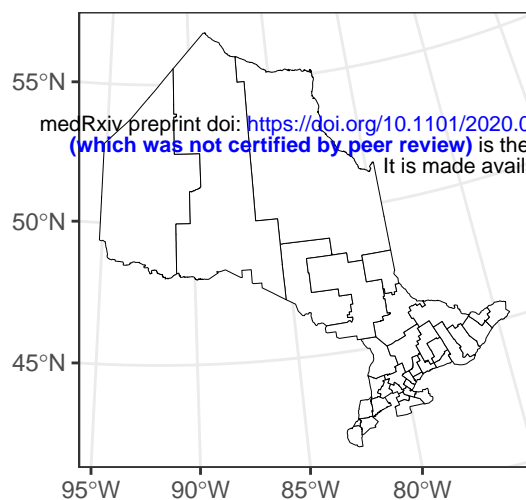 55°N
medRxiv preprint doi: https://doi.org/10.1101/2020.0
(which was not certified by peer review) is the
It is made avail
50°N
45°N
95°W 90°W 85°W 80°W